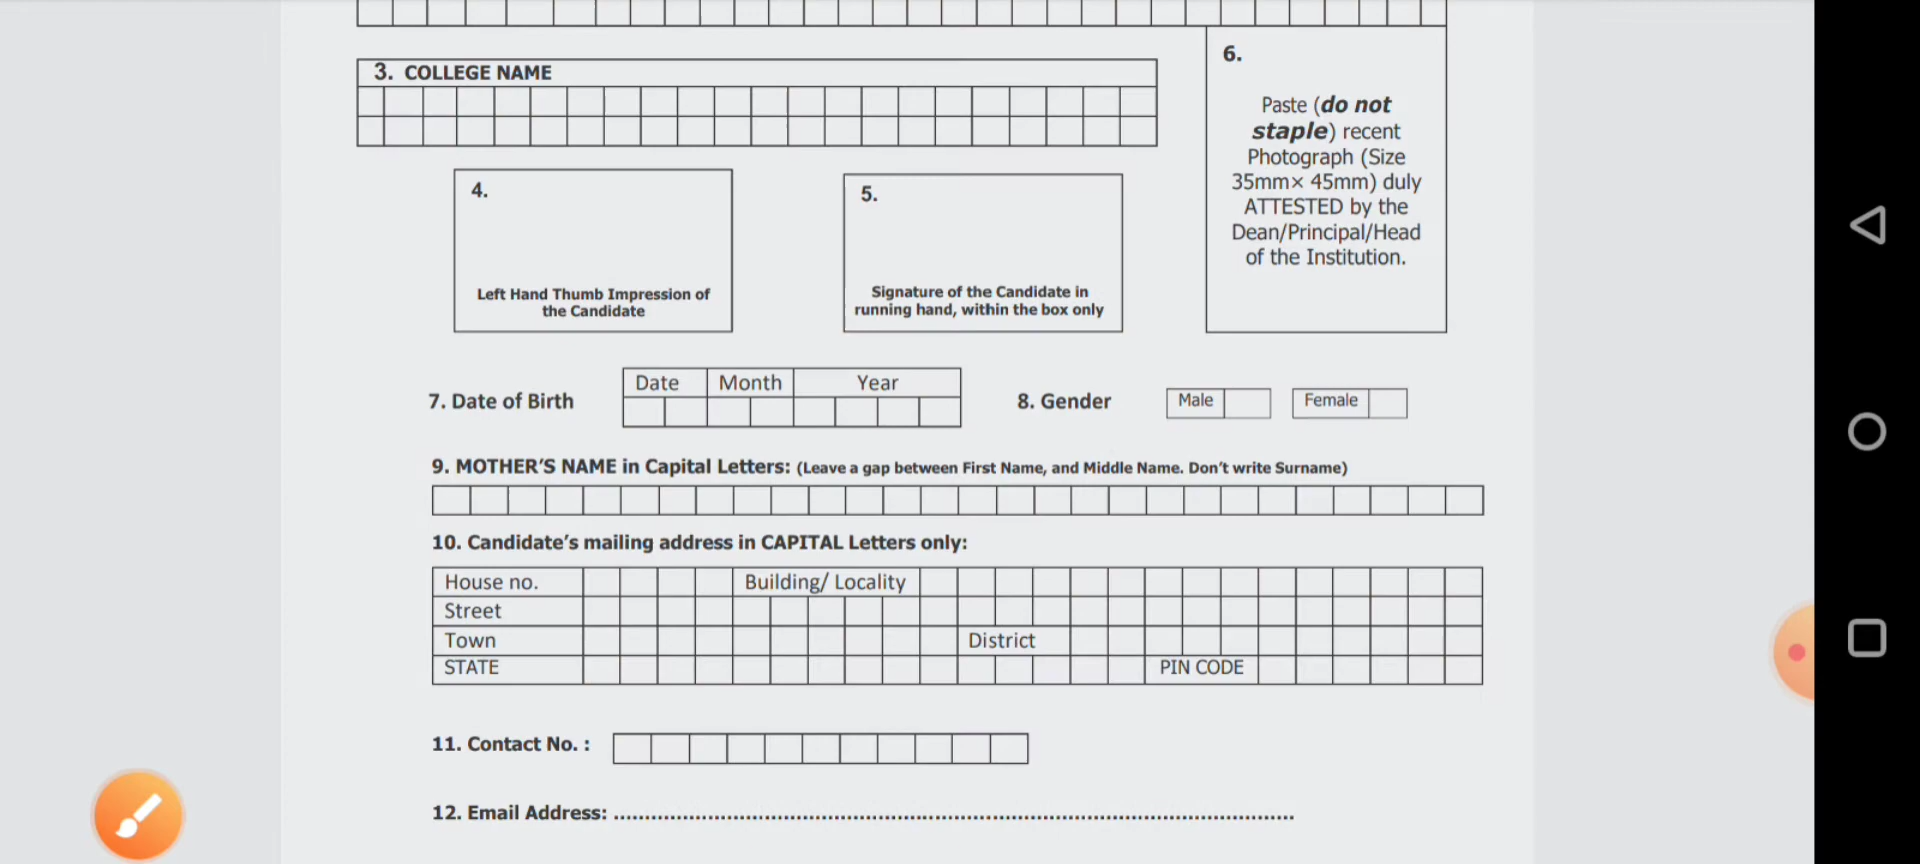 3. COLLEGE NAME
4.
Left Hand Thumb Impression of
the Candidate
5.
Signature of the Candidate in
running hand, within the box only
6.
Paste (do not
staple) recent
Photograph (Size
35mm× 45mm) duly
ATTESTED by the
Dean/Principal/Head
of the Institution.
7. Date of Birth
Date Month Year
8. Gender Male Female
9. MOTHER’S NAME in Capital Letters: (Leave a gap between First Name, and Middle Name. Don’t write Surname)
10. Candidate’s mailing address in CAPITAL Letters only:
House no. Building/ Locality
Street
Town District
STATE PIN CODE
11. Contact No. :
12. Email Address: ............................................................................................................